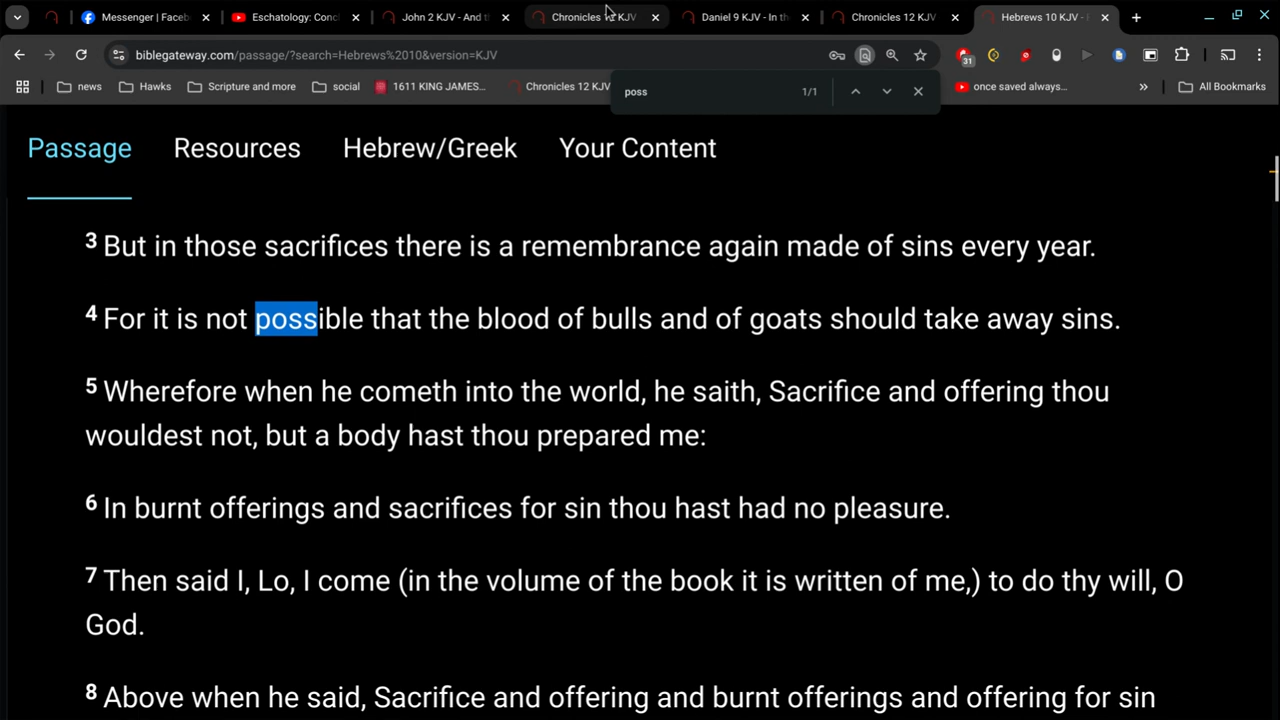 Messenger | Faceb
Eschatology: Conc
John 2 KJV - And th
Chronicles 12 KJV
Daniel 9 KJV - In th
Chronicles 12 KJV
Hebrews 10 KJV -
biblegateway.com/passage/?search=Hebrews%2010&version=KJV
31
news
Hawks
Scripture and more
social
1611 KING JAMES...
Chronicles 12 KJV
once saved always...
»
All Bookmarks
poss 1/1
Passage Resources Hebrew/Greek Your Content
3 But in those sacrifices there is a remembrance again made of sins every year.
4 For it is not possible that the blood of bulls and of goats should take away sins.
5 Wherefore when he cometh into the world, he saith, Sacrifice and offering thou
wouldest not, but a body hast thou prepared me:
6 In burnt offerings and sacrifices for sin thou hast had no pleasure.
7 Then said I, Lo, I come (in the volume of the book it is written of me,) to do thy will, O
God.
8 Above when he said, Sacrifice and offering and burnt offerings and offering for sin